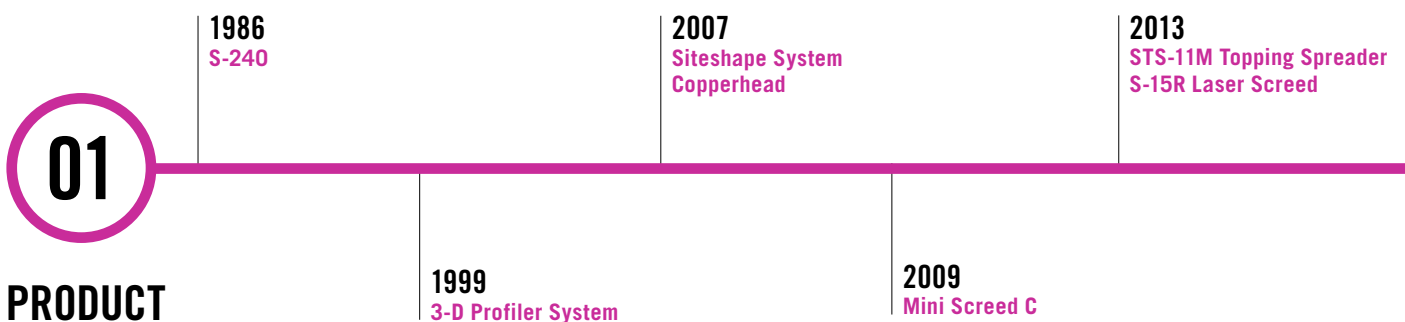 1986
S-240
2007
Siteshape System
Copperhead
2013
STS-11M Topping Spreader
S-15R Laser Screed
01
PRODUCT
1999
3-D Profiler System
2009
Mini Screed C